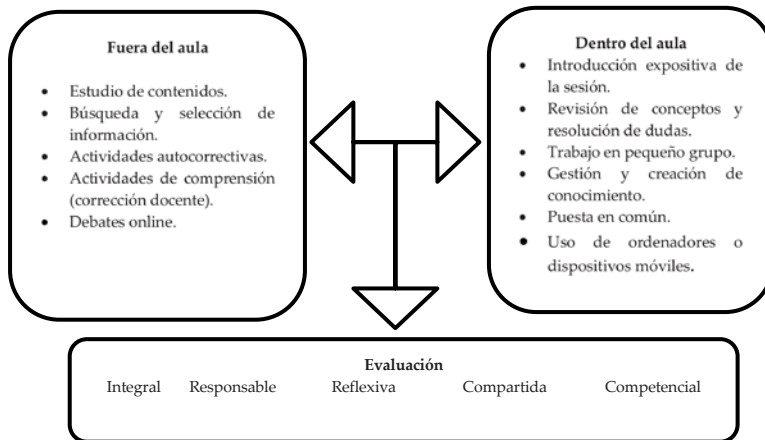 Fuera del aula
• Estudio de contenidos.
• Búsqueda y selección de
información.
• Actividades autocorrectivas.
• Actividades de comprensión
(corrección docente).
• Debates online.
Dentro del aula
• Introducción expositiva de
la sesión.
• Revisión de conceptos y
resolución de dudas.
• Trabajo en pequeño grupo.
• Gestión y creación de
conocimiento.
• Puesta en común.
• Uso de ordenadores o
dispositivos móviles.
Evaluación
Integral Responsable Reflexiva Compartida Competencial